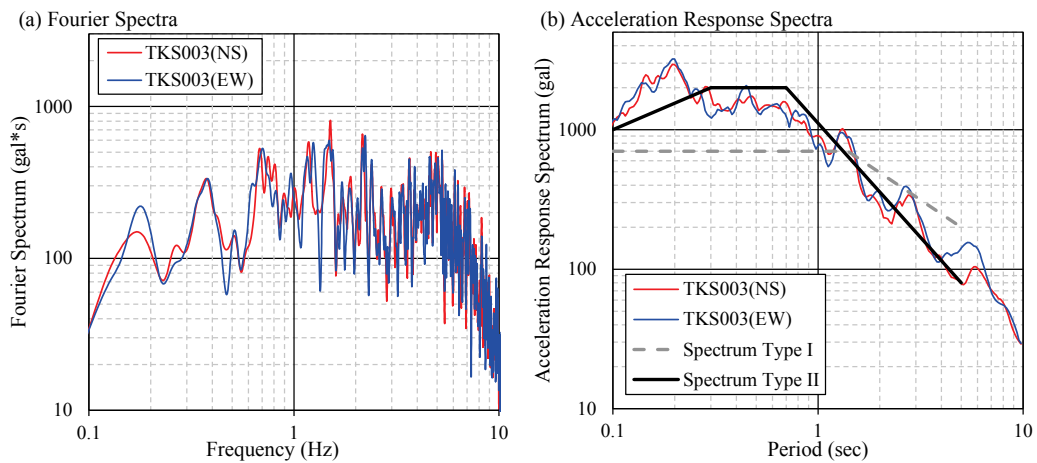 (a) Fourier Spectra
Fourier Spectrum (gal*s)
TKS003(NS)
TKS003(EW)
1000
100
10
0.1
1
10
Frequency (Hz)
(b) Acceleration Response Spectra
Acceleration Response Spectrum (gal)
1000
100
10
TKS003(NS)
TKS003(EW)
Spectrum Type I
Spectrum Type II
0.1
1
10
Period (sec)